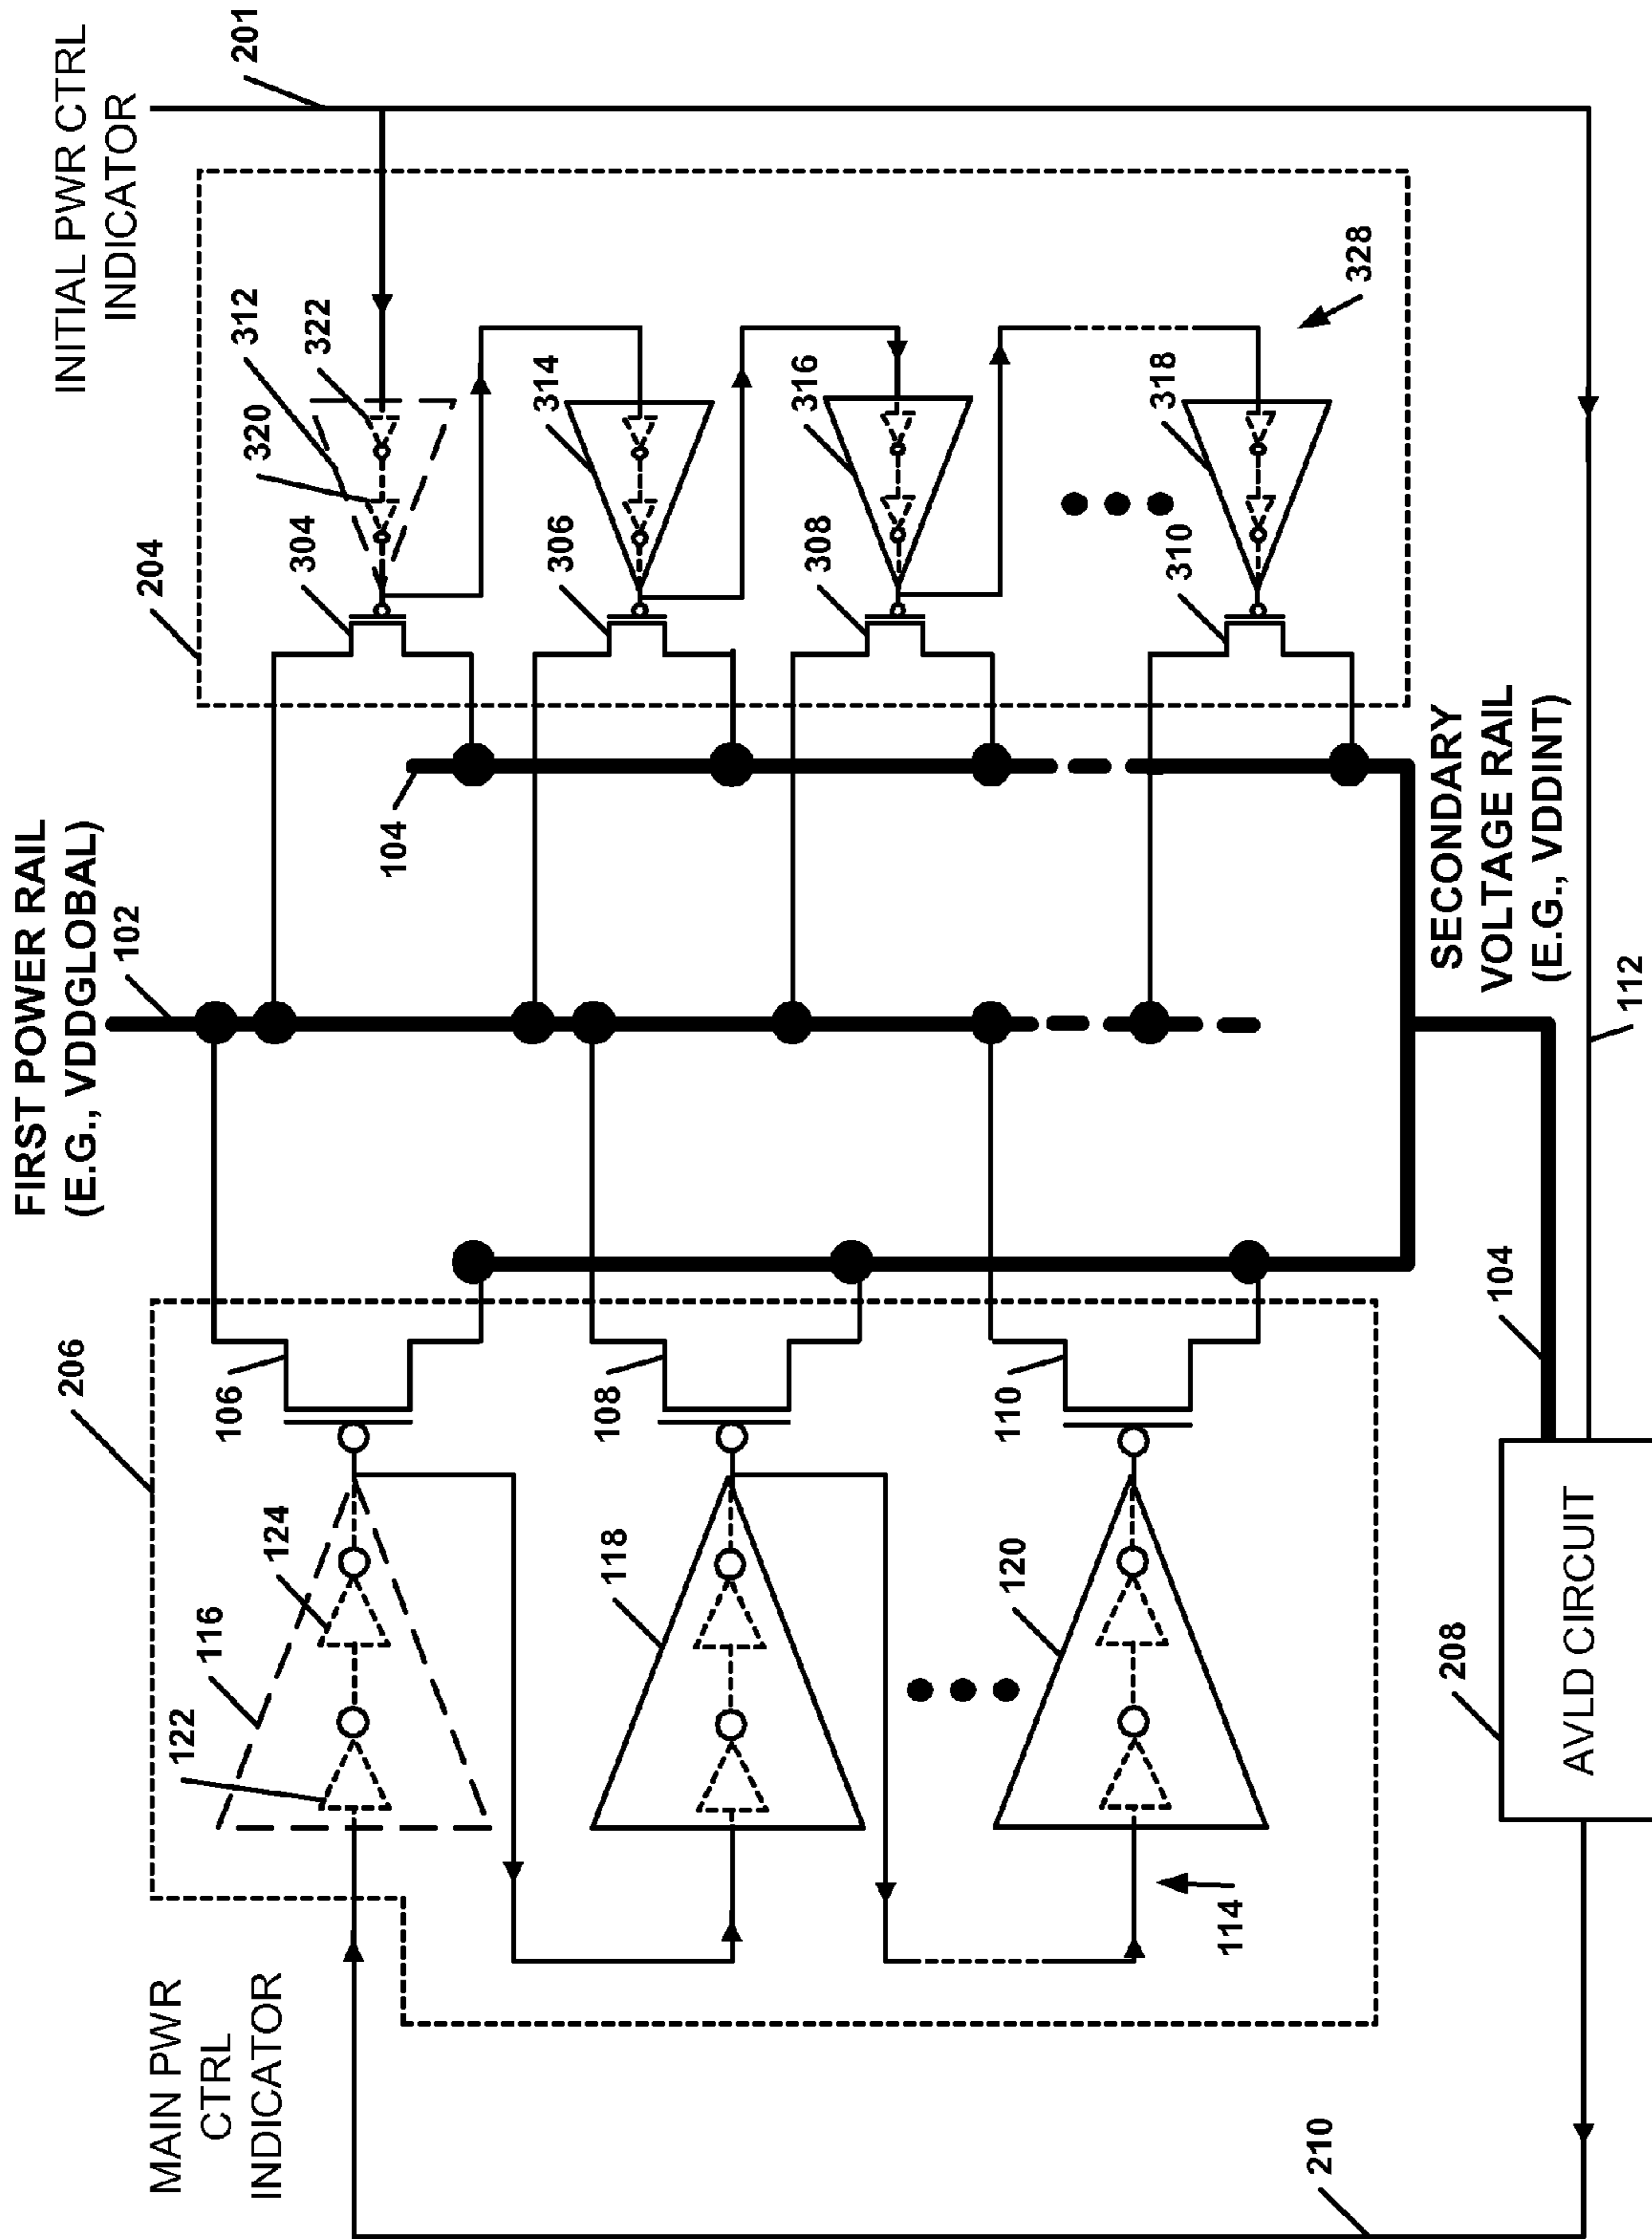 FIRST POWER RAIL
(E.G., VDDGLOBAL)
102
INITIAL PWR CTRL
INDICATOR
201
MAIN PWR
CTRL
INDICATOR
206
204
122
116
124
106
104
304
320
312
322
118
108
306
314
308
316
120
110
114
310
318
328
SECONDARY
VOLTAGE RAIL
(E.G., VDDINT)
210
208
AVLD CIRCUIT
104
112